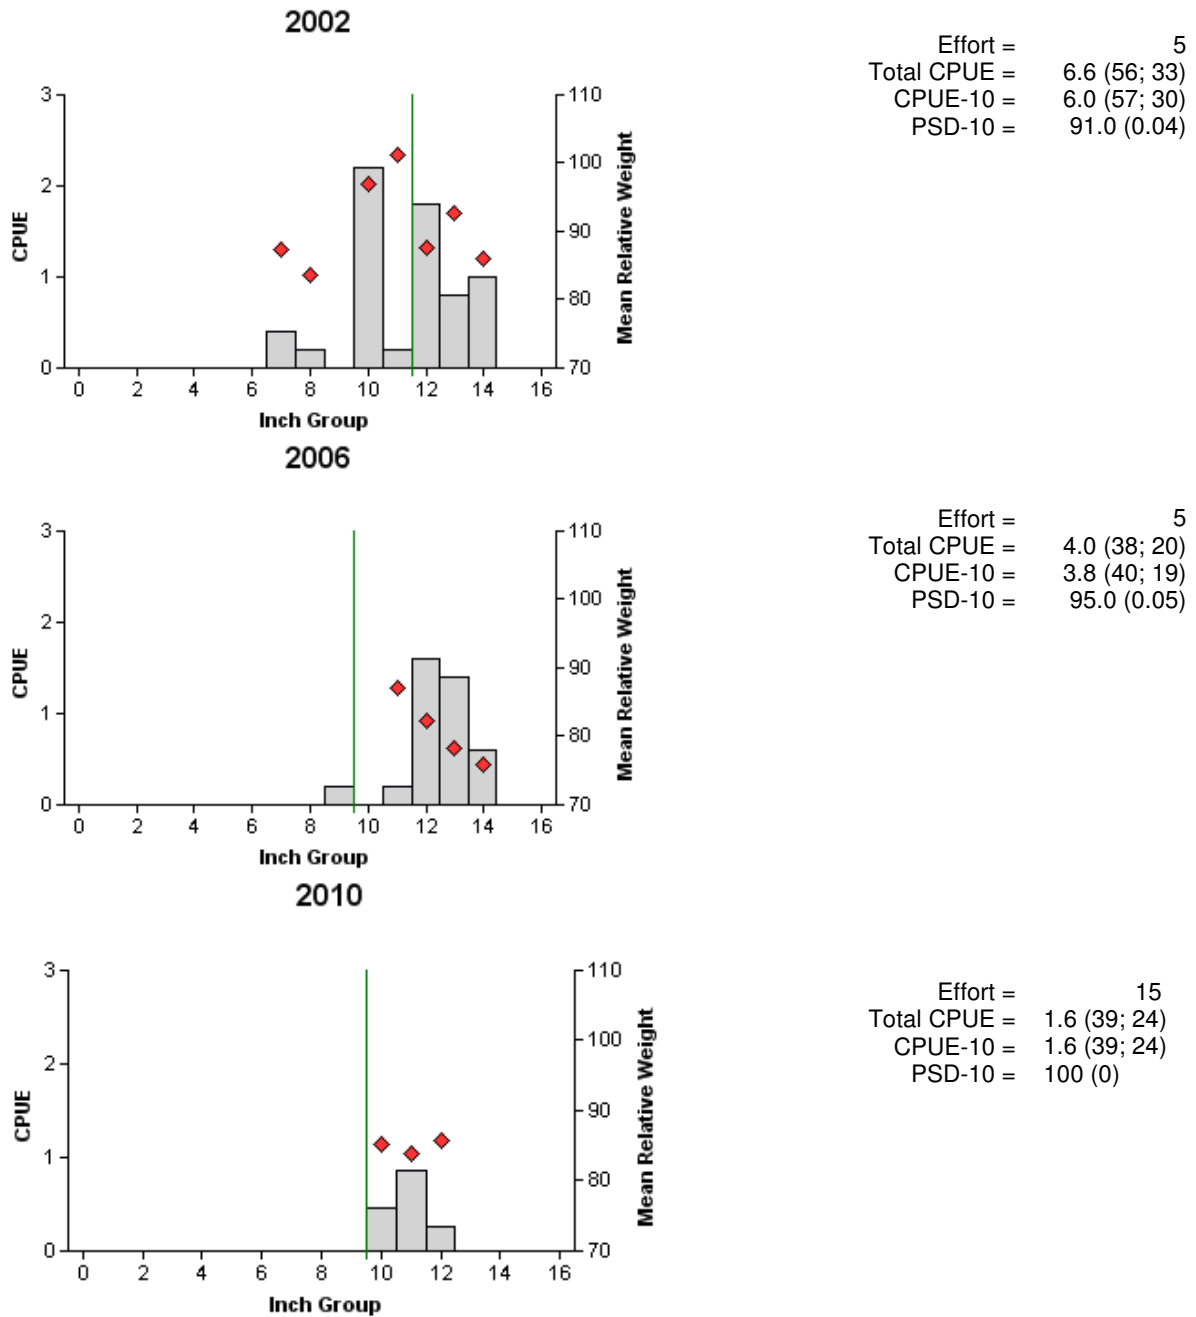 2002
Effort = 5
Total CPUE = 6.6 (56; 33)
CPUE-10 = 6.0 (57; 30)
PSD-10 = 91.0 (0.04)
3
2
1
0
CPUE
110
100
90
80
70
Mean Relative Weight
0 2 4 6 8 10 12 14 16
Inch Group
2006
Effort = 5
Total CPUE = 4.0 (38; 20)
CPUE-10 = 3.8 (40; 19)
PSD-10 = 95.0 (0.05)
3
2
1
0
CPUE
110
100
90
80
70
Mean Relative Weight
0 2 4 6 8 10 12 14 16
Inch Group
2010
Effort = 15
Total CPUE = 1.6 (39; 24)
CPUE-10 = 1.6 (39; 24)
PSD-10 = 100 (0)
3
2
1
0
CPUE
110
100
90
80
70
Mean Relative Weight
0 2 4 6 8 10 12 14 16
Inch Group